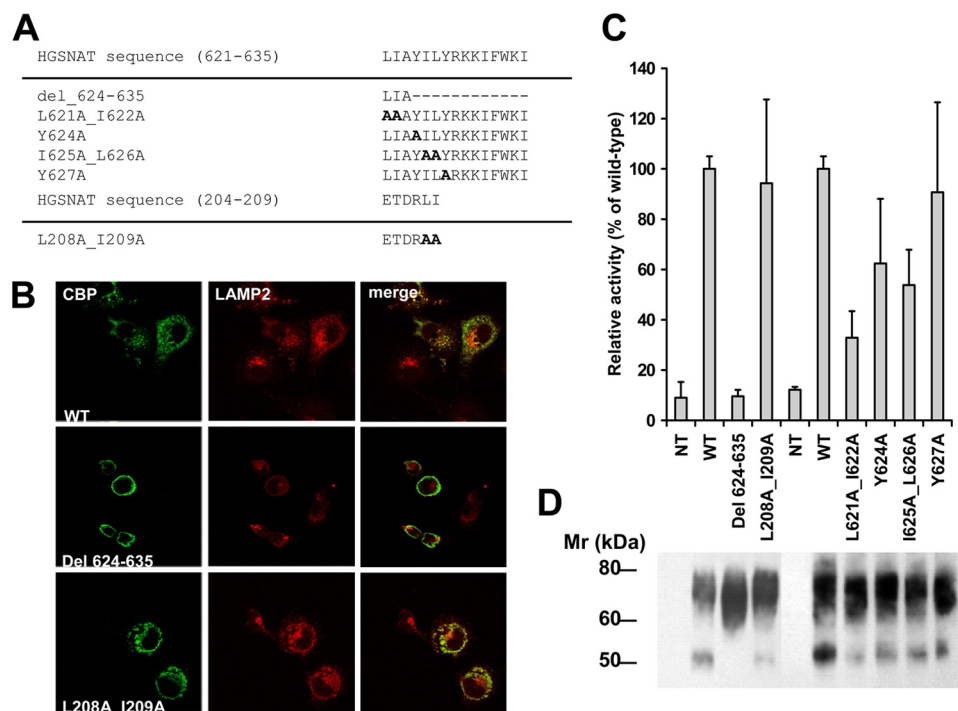 A
HGSNAT sequence (621-635) LIAYILYRKKIFWKI
del_624-635 LIA------------
L621A_I622A AAAYILYRKKIFWKI
Y624A LIAAILYRKKIFWKI
I625A_L626A LIAYAAYRKKIFWKI
Y627A LIAYILARKKIFWKI
HGSNAT sequence (204-209) ETDRLI
L208A_I209A ETDRAA
B
CBP LAMP2 merge
WT
Del 624-635
L208A_I209A
C
Relative activity (% of wild-type)
140
120
100
80
60
40
20
0
NT
WT
Del 624-635
L208A_I209A
NT
WT
L621A_I622A
Y624A
I625A_L626A
Y627A
D
Mr (kDa)
80
60
50